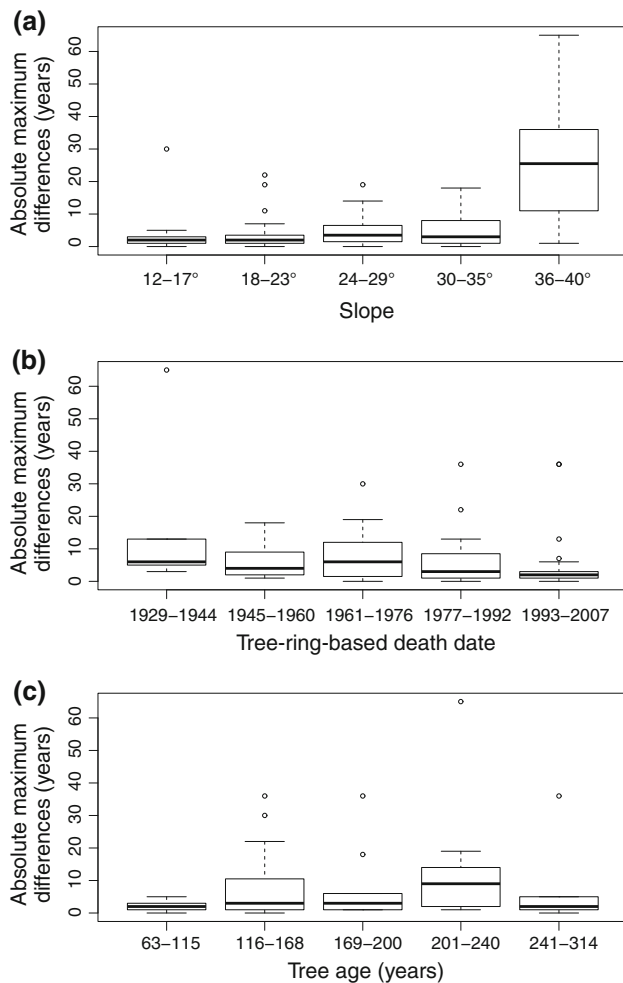 (a)
Absolute maximum
differences (years)
0 10 20 30 40 50 60
12–17° 18–23° 24–29° 30–35° 36–40°
Slope
(b)
Absolute maximum
differences (years)
0 10 20 30 40 50 60
1929–1944 1945–1960 1961–1976 1977–1992 1993–2007
Tree-ring-based death date
(c)
Absolute maximum
differences (years)
0 10 20 30 40 50 60
63–115 116–168 169–200 201–240 241–314
Tree age (years)